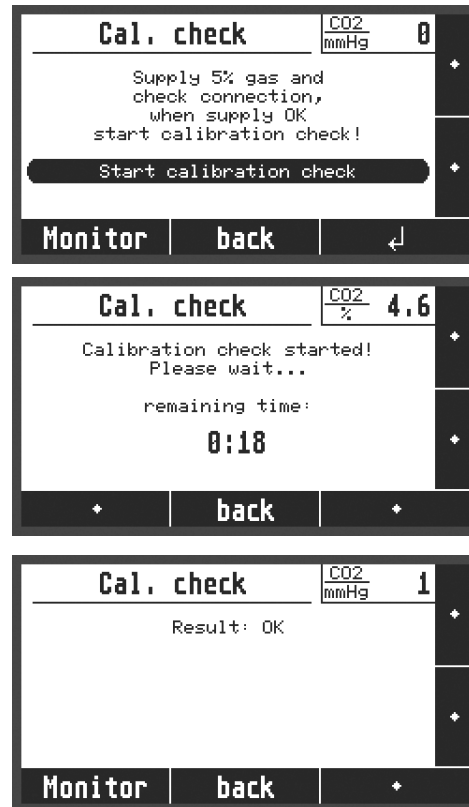 Cal. check
CO2
mmHg
0
Supply 5% gas and
check connection,
when supply OK
start calibration check!
Start calibration check
Monitor back ↵
Cal. check
CO2
%
4.6
Calibration check started!
Please wait...
remaining time:
0:18
back
Cal. check
CO2
mmHg
1
Result: OK
Monitor back